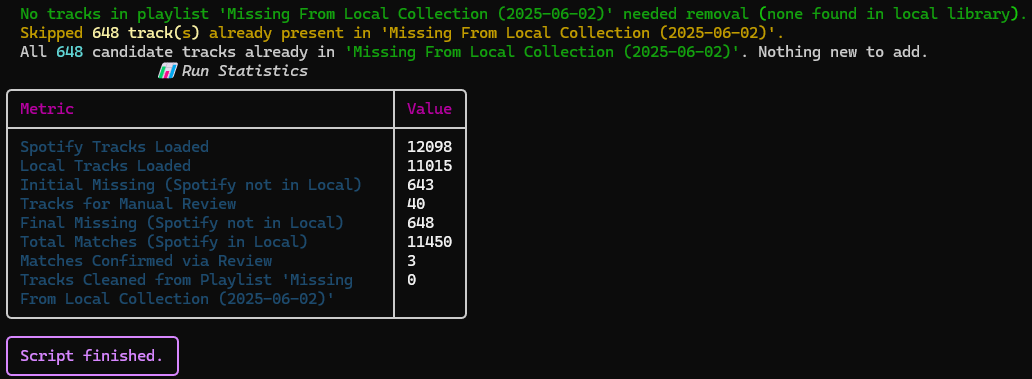 No tracks in playlist 'Missing From Local Collection (2025-06-02)' needed removal (none found in local library).
Skipped 648 track(s) already present in 'Missing From Local Collection (2025-06-02)'.
All 648 candidate tracks already in 'Missing From Local Collection (2025-06-02)'. Nothing new to add.
Run Statistics
Metric Value
Spotify Tracks Loaded 12098
Local Tracks Loaded 11015
Initial Missing (Spotify not in Local) 643
Tracks for Manual Review 40
Final Missing (Spotify not in Local) 648
Total Matches (Spotify in Local) 11450
Matches Confirmed via Review 3
Tracks Cleaned from Playlist 'Missing 0
From Local Collection (2025-06-02)'
Script finished.